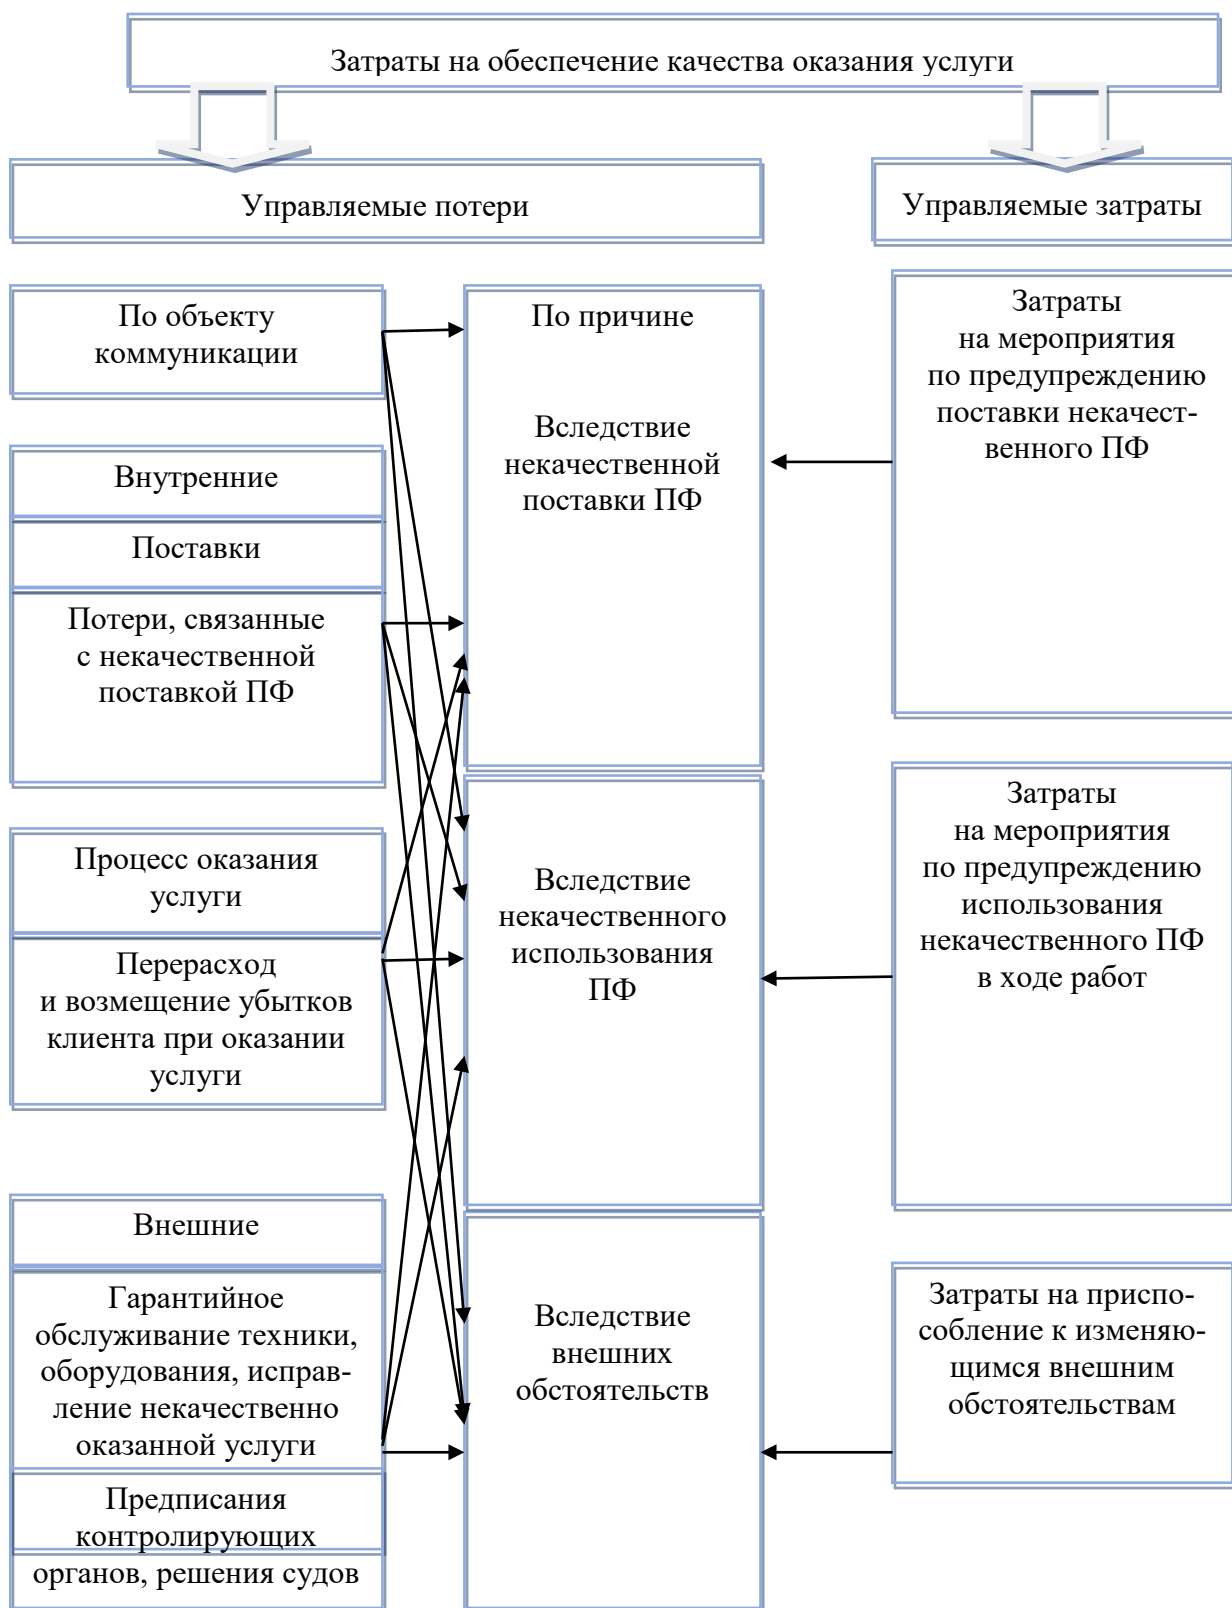 Затраты на обеспечение качества оказания услуги
Управляемые потери
Управляемые затраты
По объекту
коммуникации
Внутренние
Поставки
Потери, связанные
с некачественной
поставкой ПФ
Процесс оказания
услуги
Перерасход
и возмещение убытков
клиента при оказании
услуги
Внешние
Гарантийное
обслуживание техники,
оборудования, исправ-
ление некачественно
оказанной услуги
Предписания
контролирующих
органов, решения судов
По причине
Вследствие
некачественной
поставки ПФ
Вследствие
некачественного
использования
ПФ
Вследствие
внешних
обстоятельств
Затраты
на мероприятия
по предупреждению
поставки некачест-
венного ПФ
Затраты
на мероприятия
по предупреждению
использования
некачественного ПФ
в ходе работ
Затраты на приспо-
собление к изменяю-
щимся внешним
обстоятельствам